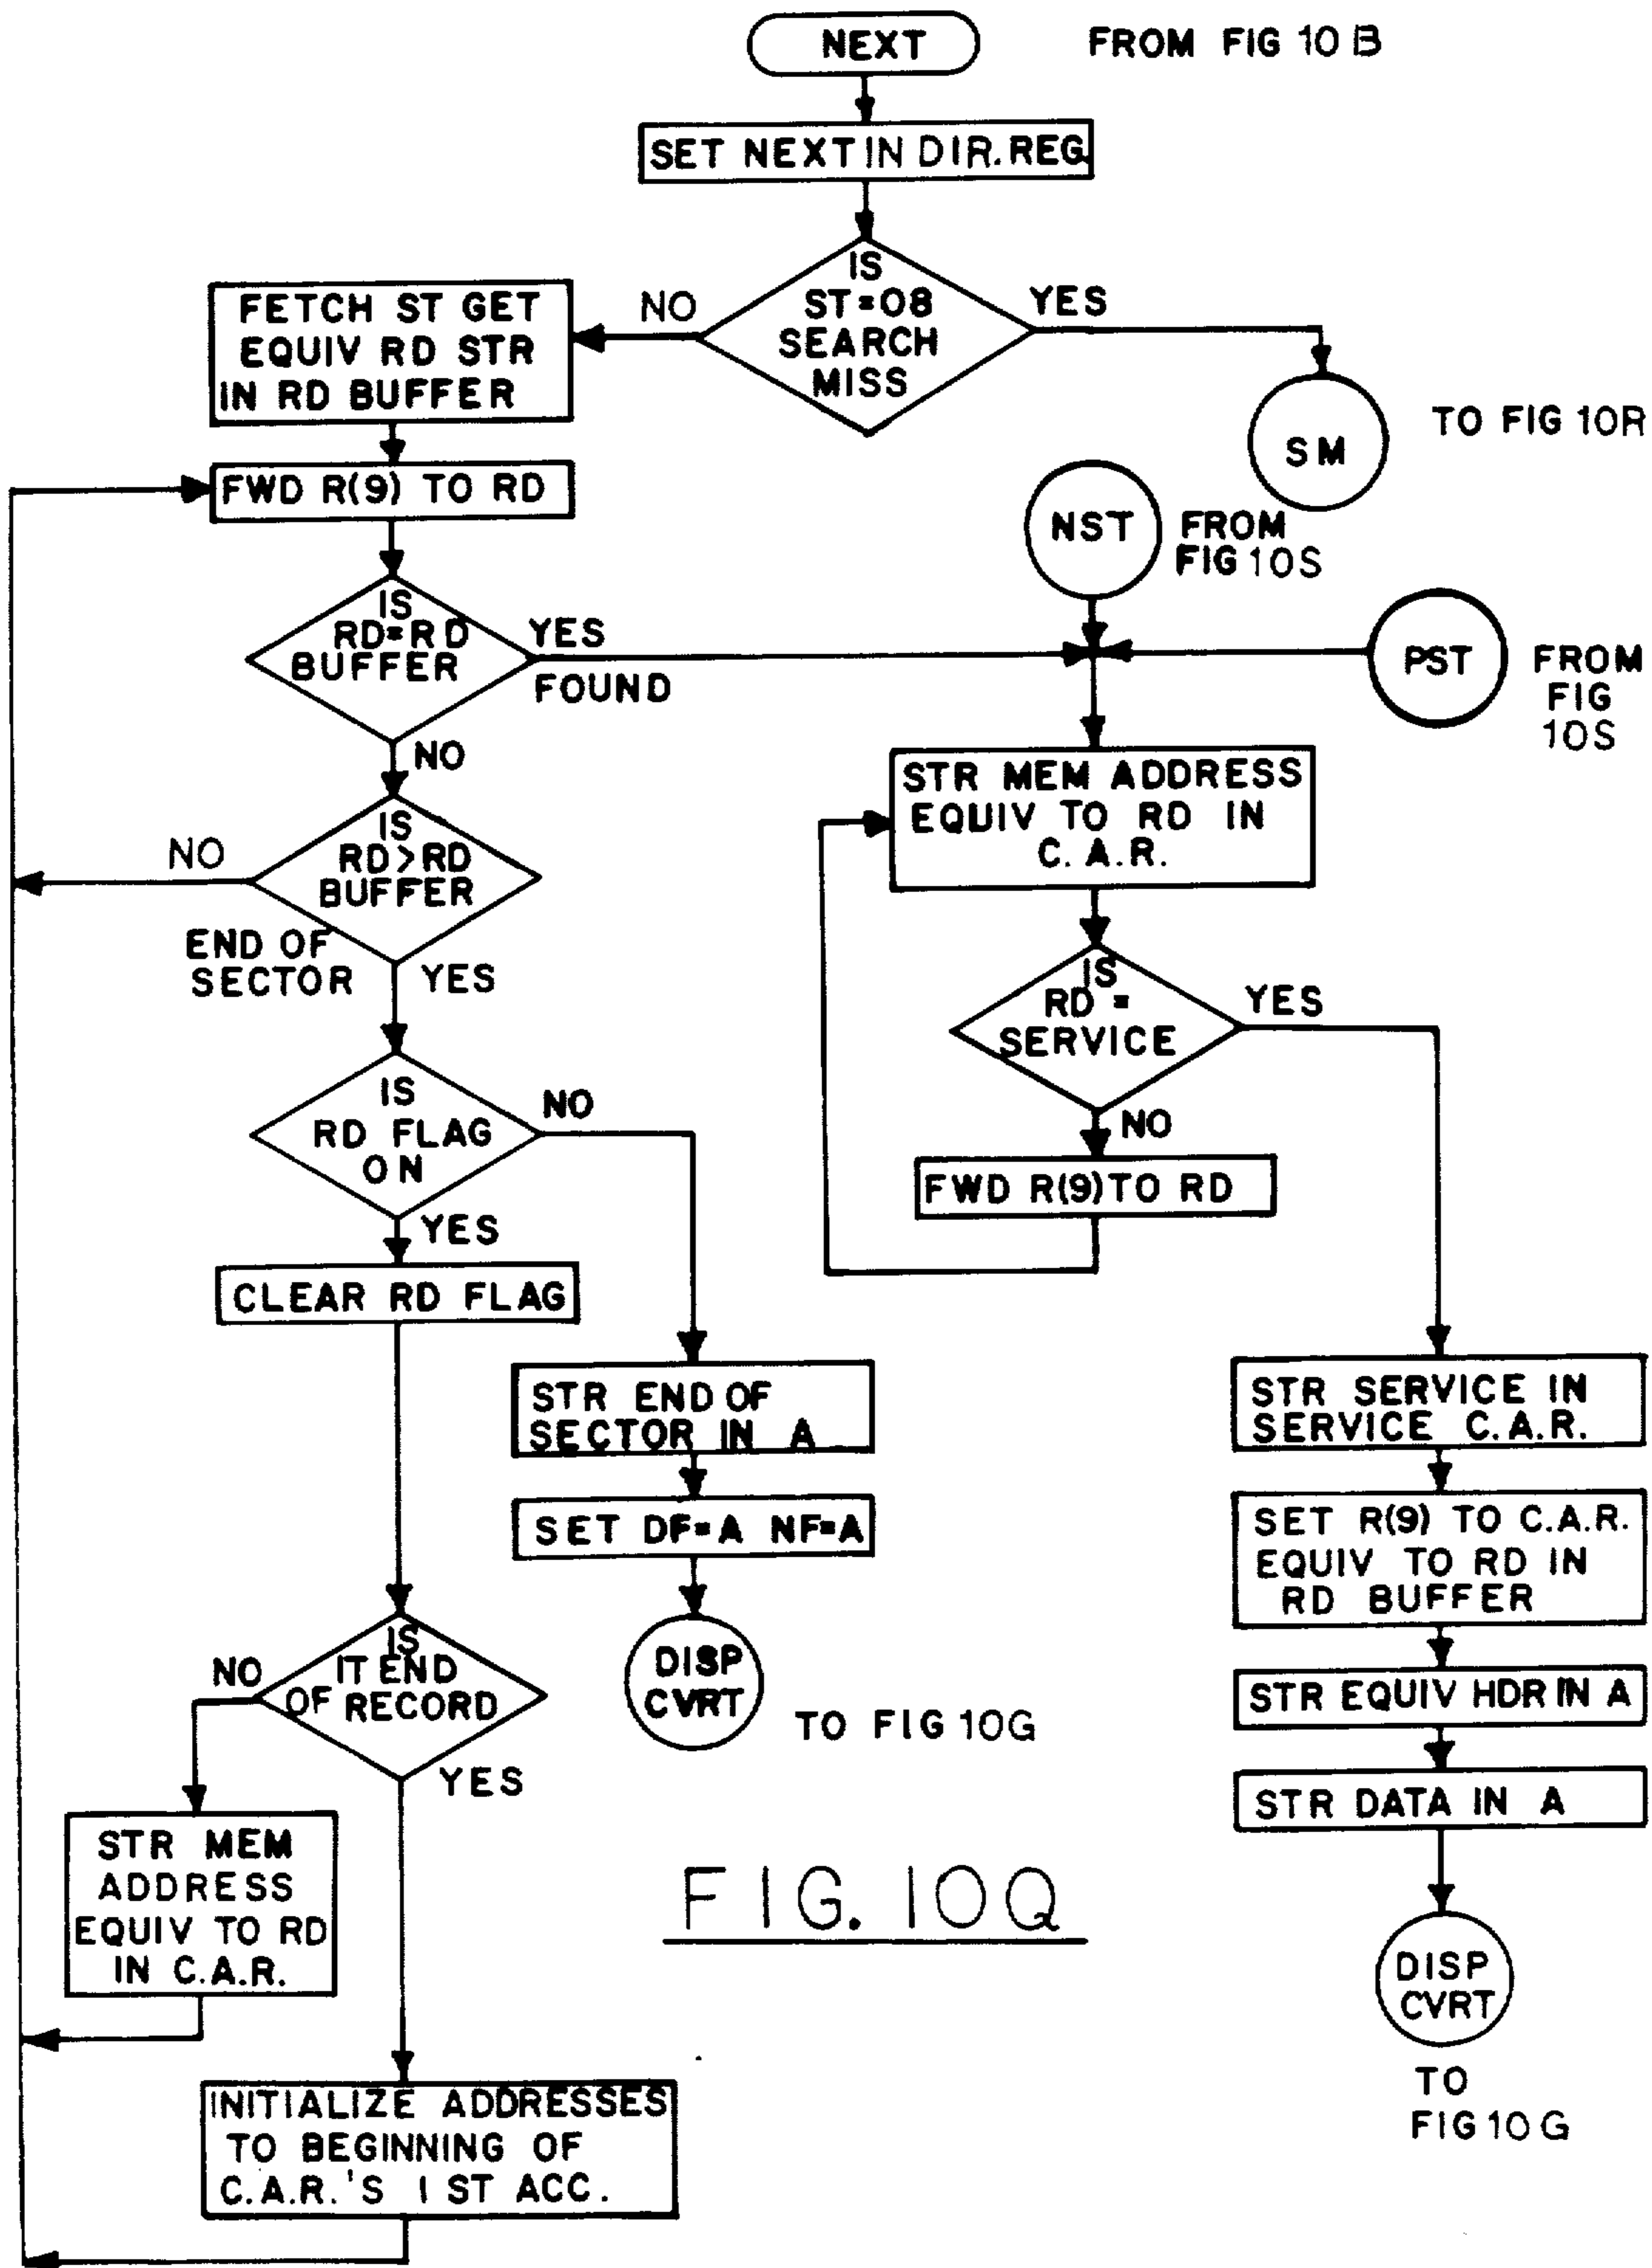 NEXT
FROM FIG 10B
SET NEXT IN DIR. REG.
IS
ST=08
SEARCH
MISS
NO
YES
FETCH ST GET
EQUIV RD STR
IN RD BUFFER
SM
TO FIG 10R
FWD R(9) TO RD
NST
FROM
FIG 10S
IS
RD=RD
BUFFER
YES
FOUND
PST
FROM
FIG
10S
NO
STR MEM ADDRESS
EQUIV TO RD IN
C. A. R.
IS
RD>RD
BUFFER
NO
END OF
SECTOR
YES
IS
RD =
SERVICE
YES
NO
FWD R(9) TO RD
IS
RD FLAG
ON
NO
YES
CLEAR RD FLAG
STR END OF
SECTOR IN A
SET DF=A NF=A
DISP
CVRT
TO FIG 10G
STR SERVICE IN
SERVICE C.A.R.
SET R(9) TO C.A.R.
EQUIV TO RD IN
RD BUFFER
STR EQUIV HDR IN A
STR DATA IN A
DISP
CVRT
TO
FIG 10G
IS
IT END
OF RECORD
NO
YES
STR MEM
ADDRESS
EQUIV TO RD
IN C.A.R.
INITIALIZE ADDRESSES
TO BEGINNING OF
C.A.R.'S 1 ST ACC.
FIG. 10Q